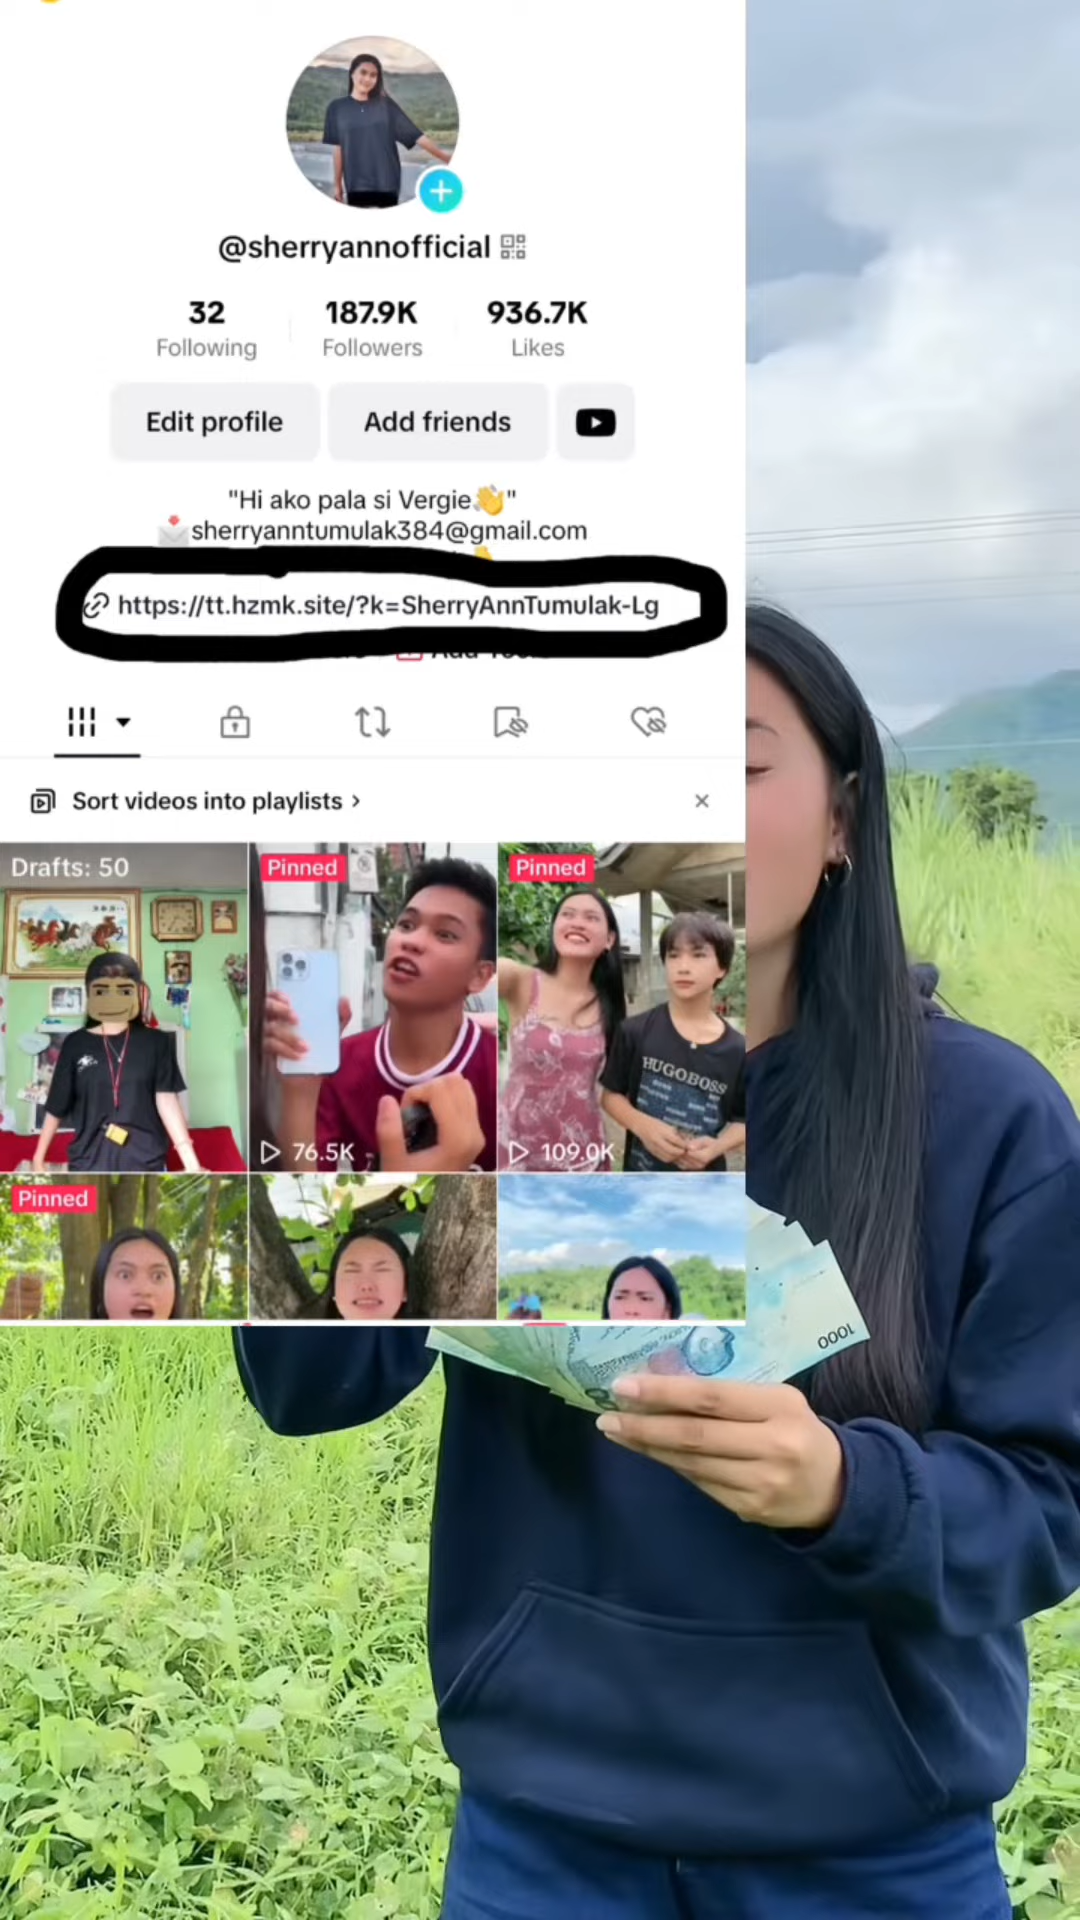 @sherryannofficial
32 187.9K 936.7K
Following Followers Likes
Edit profile Add friends
"Hi ako pala si Vergie👋"
📩sherryanntumulak384@gmail.com
https://tt.hzmk.site/?k=SherryAnnTumulak-Lg
Sort videos into playlists >
Drafts: 50
Pinned
Pinned
HUGOBOSS
76.5K
109.0K
Pinned
1000